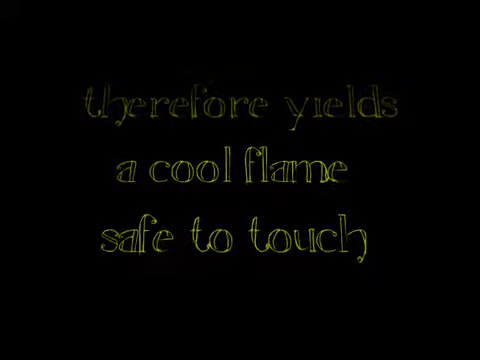 therefore yields
a cool flame
safe to touch